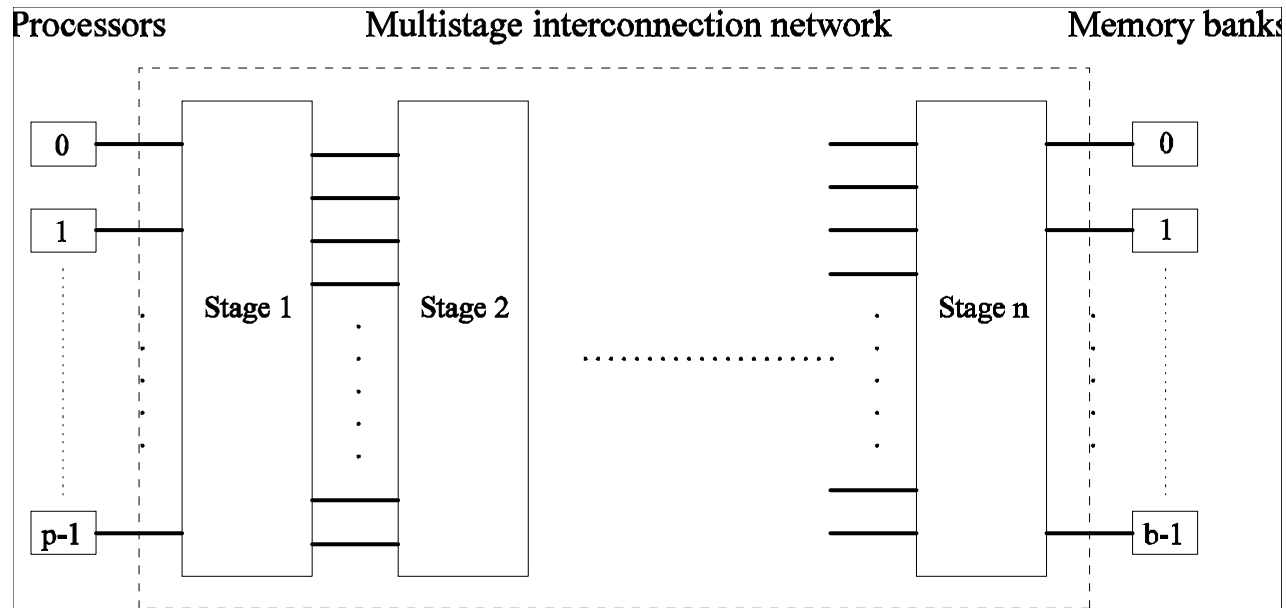 Processors Multistage interconnection network Memory banks
0 0
1 1
Stage 1 Stage 2 Stage n
p-1 b-1